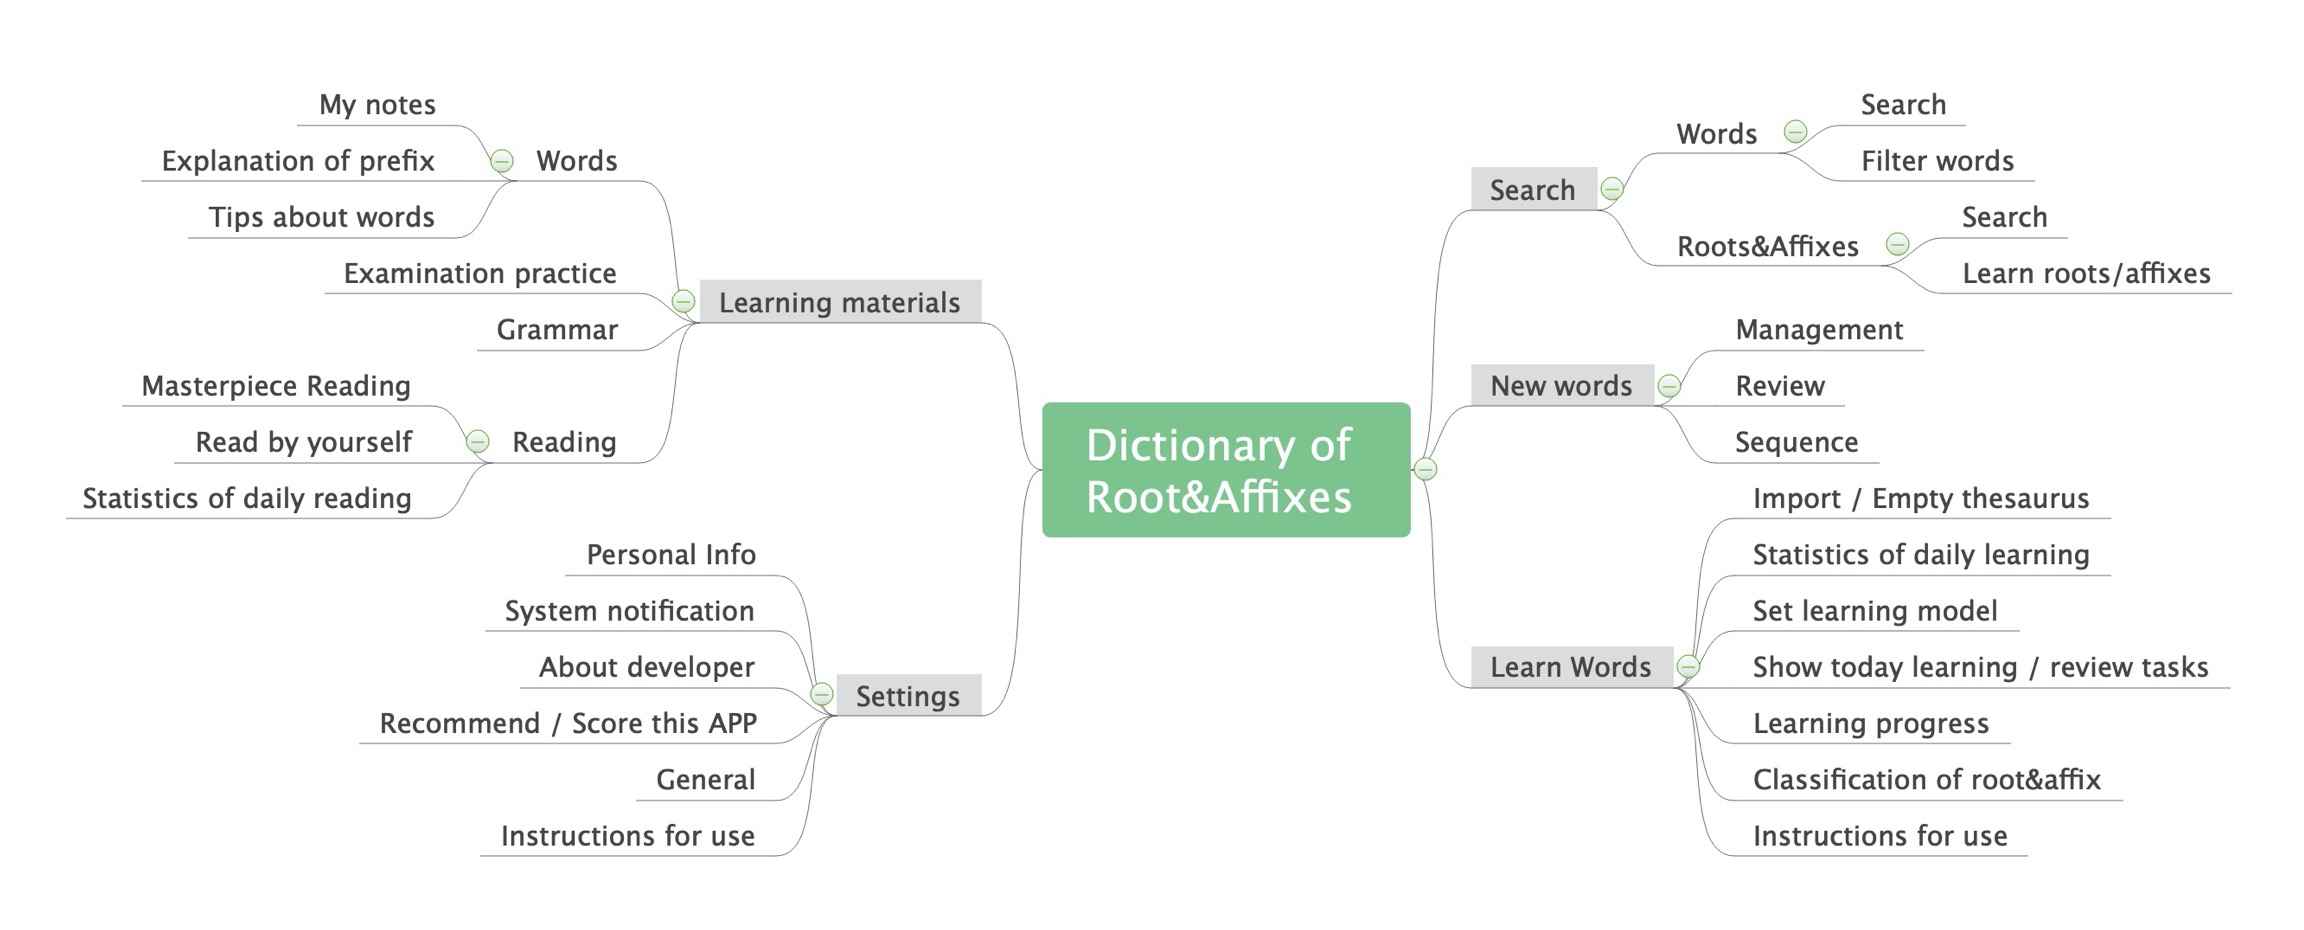 Dictionary of
Root&Affixes
Learning materials
Words
My notes
Explanation of prefix
Tips about words
Examination practice
Grammar
Reading
Masterpiece Reading
Read by yourself
Statistics of daily reading
Settings
Personal Info
System notification
About developer
Recommend / Score this APP
General
Instructions for use
Search
Words
Search
Filter words
Roots&Affixes
Search
Learn roots/affixes
New words
Management
Review
Sequence
Learn Words
Import / Empty thesaurus
Statistics of daily learning
Set learning model
Show today learning / review tasks
Learning progress
Classification of root&affix
Instructions for use